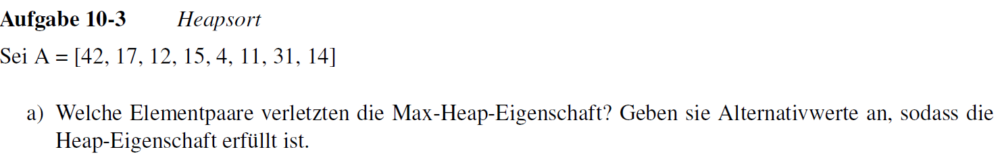 Aufgabe 10-3 Heapsort
Sei A = [42, 17, 12, 15, 4, 11, 31, 14]
a) Welche Elementpaare verletzten die Max-Heap-Eigenschaft? Geben sie Alternativwerte an, sodass die
Heap-Eigenschaft erfüllt ist.